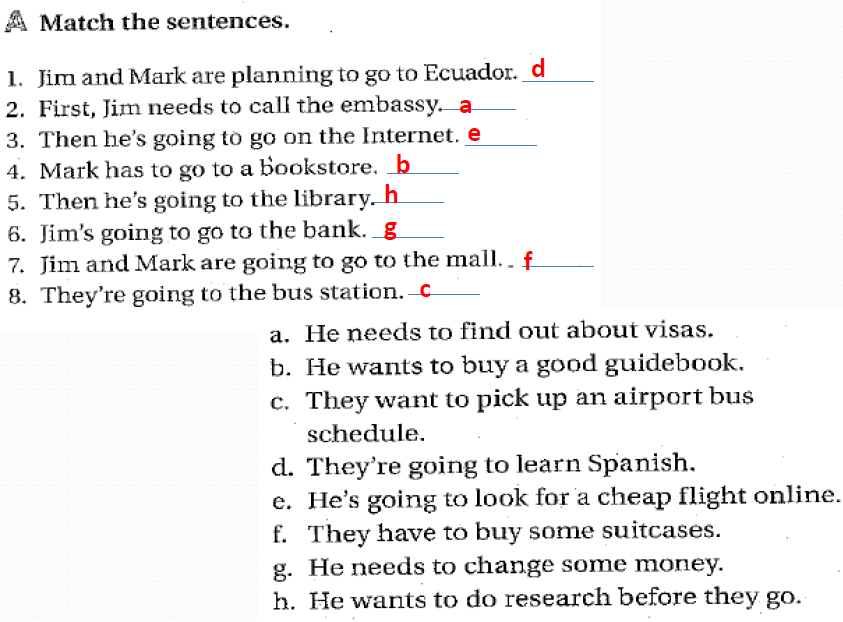 A Match the sentences.
1. Jim and Mark are planning to go to Ecuador. d
2. First, Jim needs to call the embassy. a
3. Then he's going to go on the Internet. e
4. Mark has to go to a bookstore. b
5. Then he's going to the library. h
6. Jim's going to go to the bank. g
7. Jim and Mark are going to go to the mall. f
8. They're going to the bus station. c
a. He needs to find out about visas.
b. He wants to buy a good guidebook.
c. They want to pick up an airport bus
schedule.
d. They're going to learn Spanish.
e. He's going to look for a cheap flight online.
f. They have to buy some suitcases.
g. He needs to change some money.
h. He wants to do research before they go.